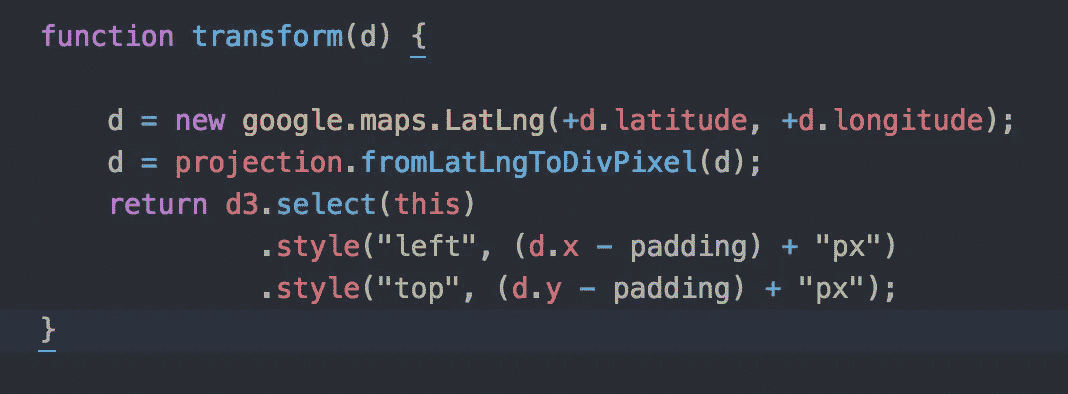 function transform(d) {
d = new google.maps.LatLng(+d.latitude, +d.longitude);
d = projection.fromLatLngToDivPixel(d);
return d3.select(this)
.style("left", (d.x - padding) + "px")
.style("top", (d.y - padding) + "px");
}